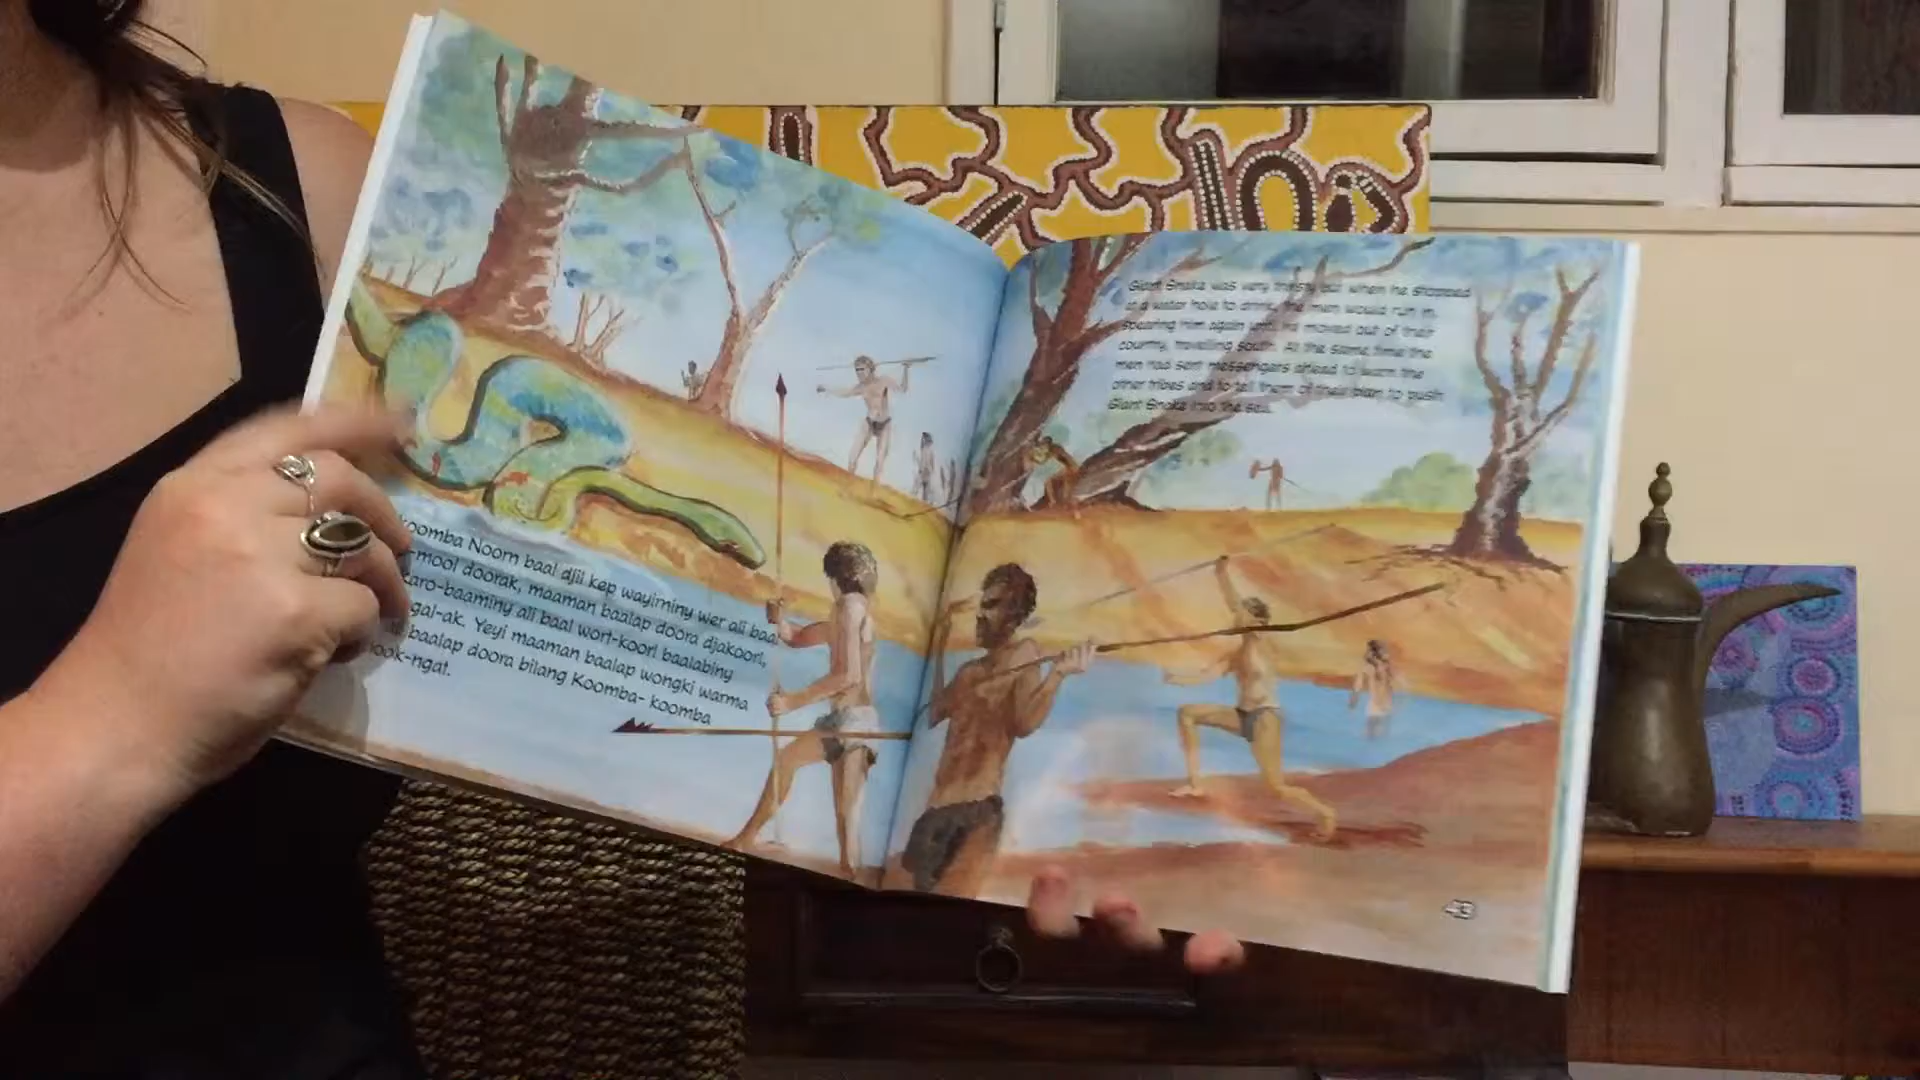 koomba Noorn baal djil kep wayiminy wer ali baal
-mool doorak, maaman baalap doora djakoorl,
karo-baaminy ali baal wort-koorl baalabiny
gal-ak. Yeyi maaman baalap wongki warma
baalap doora bilang Koomba- koomba
ook-ngat.
Giant Snake was very thirsty but when he stopped
at a water hole to drink, the men would run in,
spearing him again until he moved out of their
country, travelling south. At the same time the
men had sent messengers ahead to warn the
other tribes and to tell them of their plan to push
Giant Snake into the sea.
43